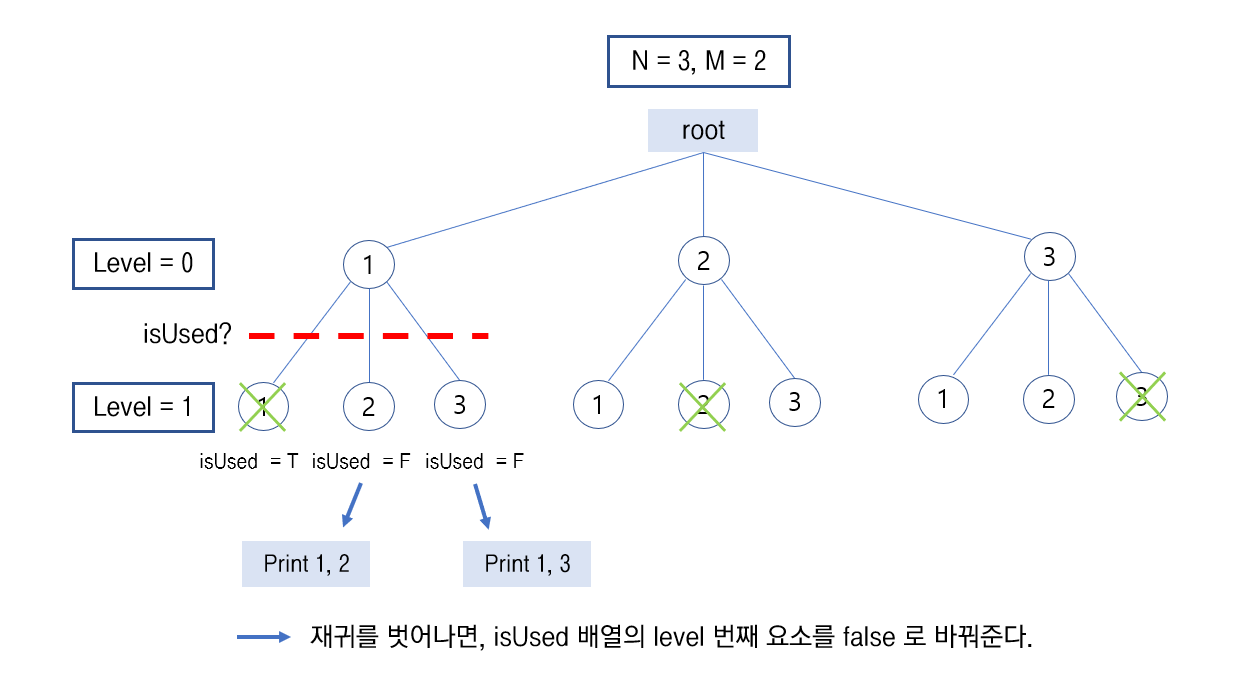 N = 3, M = 2
root
Level = 0
1
2
3
isUsed?
Level = 1
1
2
3
1
2
3
1
2
3
isUsed = T
isUsed = F
isUsed = F
Print 1, 2
Print 1, 3
재귀를 벗어나면, isUsed 배열의 level 번째 요소를 false 로 바꿔준다.